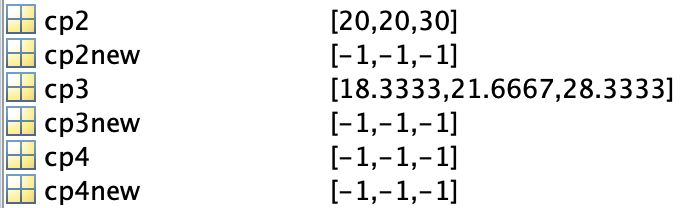 cp2 [20,20,30]
cp2new [-1,-1,-1]
cp3 [18.3333,21.6667,28.3333]
cp3new [-1,-1,-1]
cp4 [-1,-1,-1]
cp4new [-1,-1,-1]